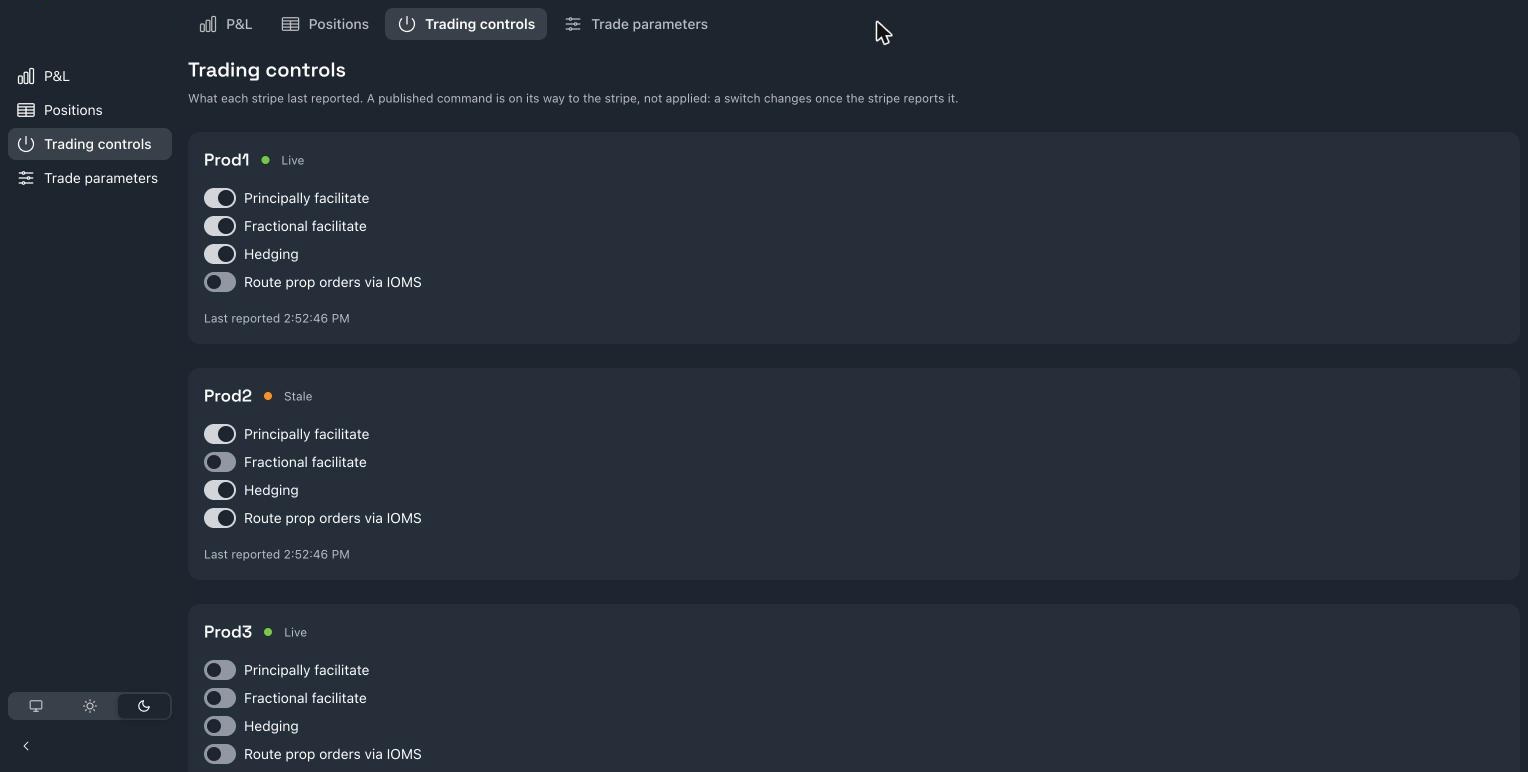 P&L
Positions
Trading controls
Trade parameters
P&L
Positions
Trading controls
Trade parameters
Trading controls
What each stripe last reported. A published command is on its way to the stripe, not applied: a switch changes once the stripe reports it.
Prod1 Live
Principally facilitate
Fractional facilitate
Hedging
Route prop orders via IOMS
Last reported 2:52:46 PM
Prod2 Stale
Principally facilitate
Fractional facilitate
Hedging
Route prop orders via IOMS
Last reported 2:52:46 PM
Prod3 Live
Principally facilitate
Fractional facilitate
Hedging
Route prop orders via IOMS